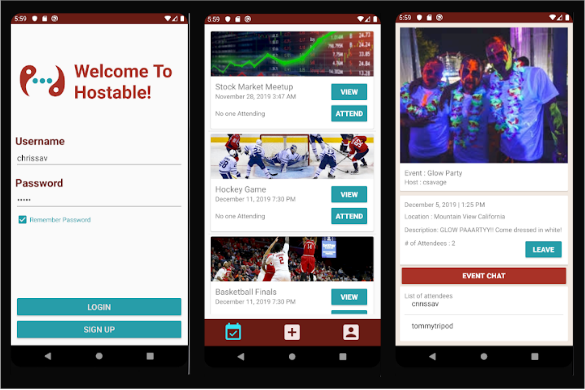 5:59
Welcome To
Hostable!
Username
chrissav
Password
•••••
Remember Password
LOGIN
SIGN UP
5:59
24.73
13.28
Stock Market Meetup
November 28, 2019 3:47 AM
VIEW
No one Attending
ATTEND
Hockey Game
December 11, 2019 7:30 PM
VIEW
No one Attending
ATTEND
Basketball Finals
December 11, 2019 7:30 PM
VIEW
5:59
Event : Glow Party
Host : csavage
December 5, 2019 | 1:25 PM
Location : Mountain View California
Description: GLOW PAAARTYY!! Come dressed in white!
# of Attendees : 2
LEAVE
EVENT CHAT
List of attendees
chrissav
tommytripod